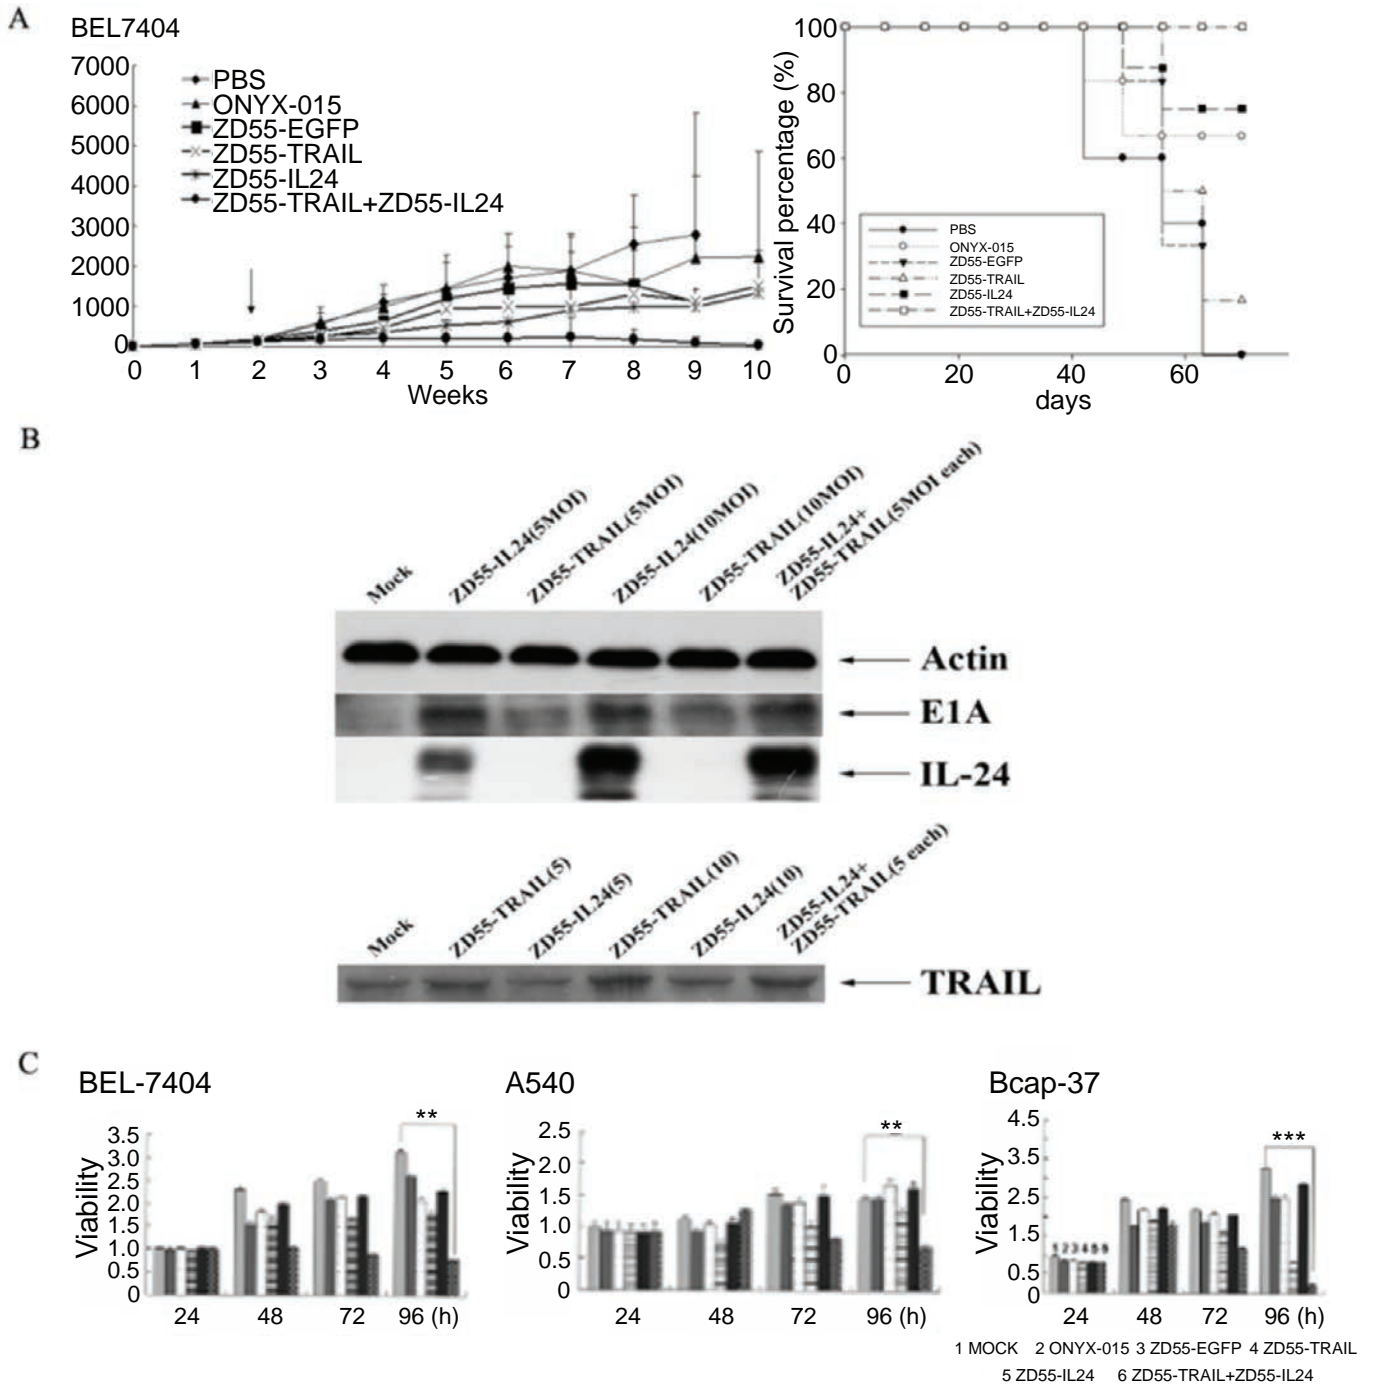 A
BEL7404
7000
6000
5000
4000
3000
2000
1000
0
PBS
ONYX-015
ZD55-EGFP
ZD55-TRAIL
ZD55-IL24
ZD55-TRAIL+ZD55-IL24
0 1 2 3 4 5 6 7 8 9 10
Weeks
Survival percentage (%)
100
80
60
40
20
0
PBS
ONYX-015
ZD55-EGFP
ZD55-TRAIL
ZD55-IL24
ZD55-TRAIL+ZD55-IL24
0 20 40 60
days
B
Mock
ZD55-IL24(5MOI)
ZD55-TRAIL(5MOI)
ZD55-IL24(10MOI)
ZD55-TRAIL(10MOI)
ZD55-IL24+
ZD55-TRAIL(5MOI each)
Actin
E1A
IL-24
Mock
ZD55-TRAIL(5)
ZD55-IL24(5)
ZD55-TRAIL(10)
ZD55-IL24(10)
ZD55-IL24+
ZD55-TRAIL(5 each)
TRAIL
C
BEL-7404
Viability
3.5
3.0
2.5
2.0
1.5
1.0
0.5
0
**
24 48 72 96 (h)
A540
Viability
2.5
2.0
1.5
1.0
0.5
0
**
24 48 72 96 (h)
Bcap-37
Viability
4.5
3.5
2.5
1.5
0.5
0
***
24 48 72 96 (h)
1 MOCK 2 ONYX-015 3 ZD55-EGFP 4 ZD55-TRAIL
5 ZD55-IL24 6 ZD55-TRAIL+ZD55-IL24